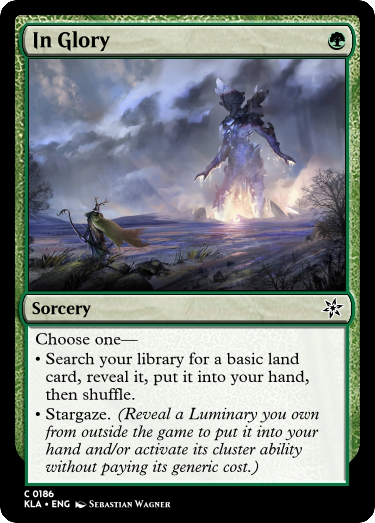 In Glory
Sorcery
Choose one—
• Search your library for a basic land
card, reveal it, put it into your hand,
then shuffle.
• Stargaze. (Reveal a Luminary you own
from outside the game to put it into your
hand and/or activate its cluster ability
without paying its generic cost.)
C 0186
KLA • ENG Sebastian Wagner